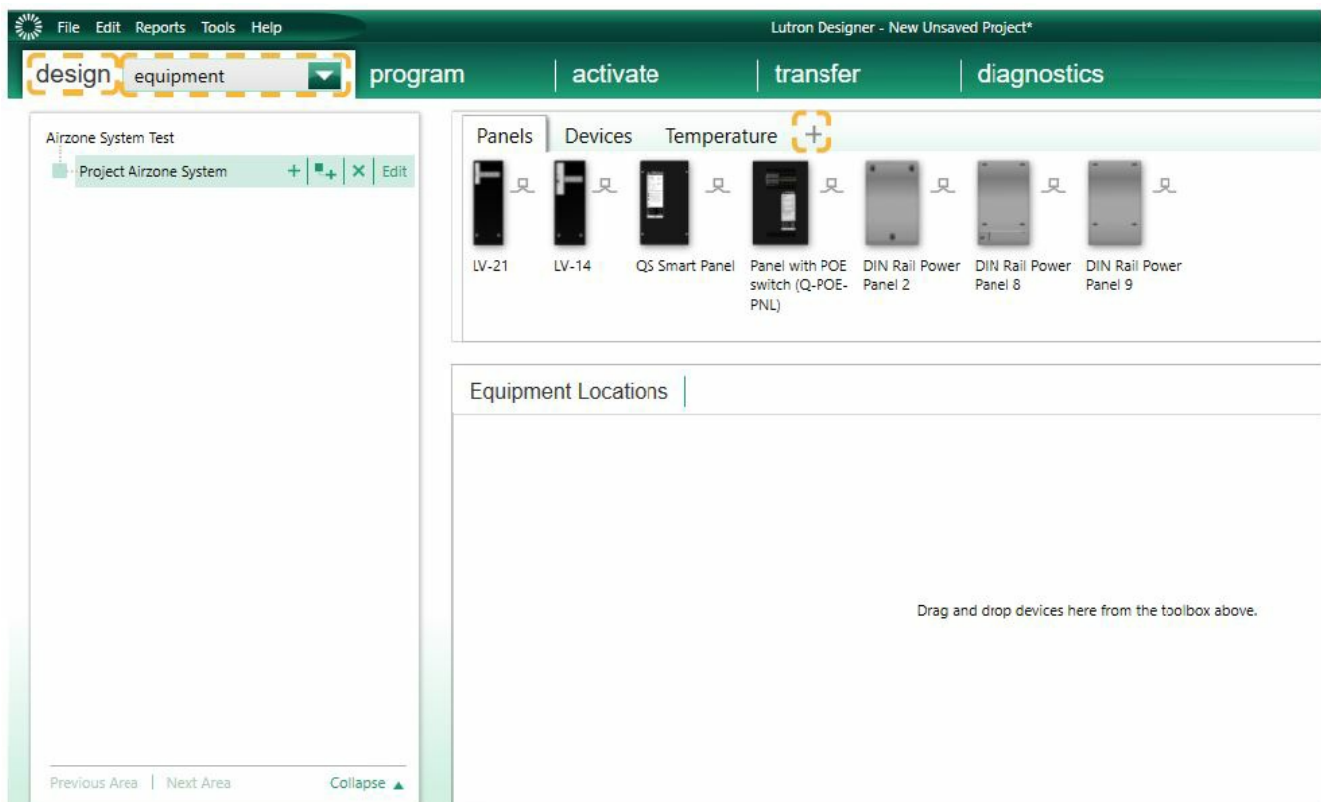 File Edit Reports Tools Help
Lutron Designer - New Unsaved Project*
design equipment program activate transfer diagnostics
Airzone System Test
Project Airzone System + + × Edit
Panels Devices Temperature +
LV-21
LV-14
QS Smart Panel
Panel with POE
switch (Q-POE-
PNL)
DIN Rail Power
Panel 2
DIN Rail Power
Panel 8
DIN Rail Power
Panel 9
Equipment Locations
Drag and drop devices here from the toolbox above.
Previous Area | Next Area Collapse ▲